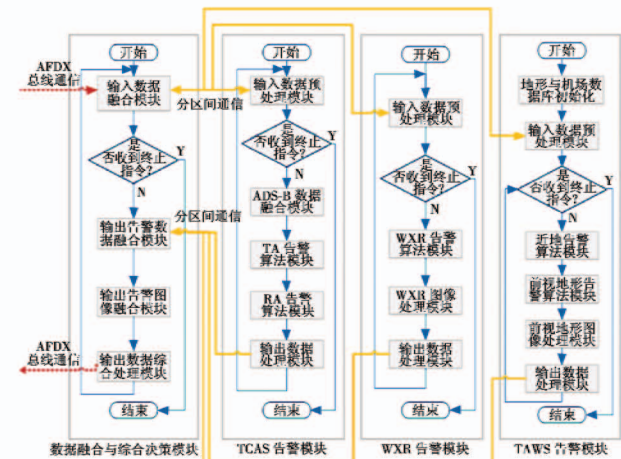 AFDX
总线通信
开始
输入数据
融合模块
是
否收到终止
指令?
Y
N
输出告警数
据融合模块
输出告警图
像融合模块
AFDX
总线通信
输出数据综
合处理模块
结束
数据融合与综合决策模块
分区间通信
分区间通信
开始
输入数据预
处理模块
是
否收到终止
指令?
Y
N
ADS-B 数据
融合模块
TA 告警
算法模块
RA 告警
算法模块
输出数据
处理模块
结束
TCAS 告警模块
开始
输入数据预
处理模块
是
否收到终止
指令?
Y
N
WXR 告警
算法模块
WXR 图像
处理模块
输出数据
处理模块
结束
WXR 告警模块
开始
地形与机场数
据库初始化
输入数据预
处理模块
是
否收到终止
指令?
Y
N
近地告警
算法模块
前视地形告
警算法模块
前视地形图
像处理模块
输出数据
处理模块
结束
TAWS 告警模块